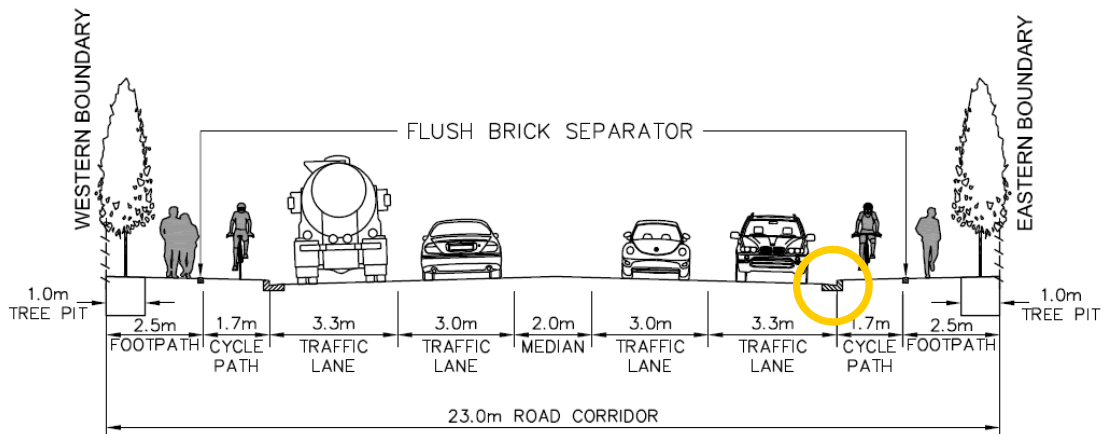 WESTERN BOUNDARY
EASTERN BOUNDARY
FLUSH BRICK SEPARATOR
1.0m
TREE PIT
1.0m
TREE PIT
2.5m
FOOTPATH
1.7m
CYCLE
PATH
3.3m
TRAFFIC
LANE
3.0m
TRAFFIC
LANE
2.0m
MEDIAN
3.0m
TRAFFIC
LANE
3.3m
TRAFFIC
LANE
1.7m
CYCLE
PATH
2.5m
FOOTPATH
23.0m ROAD CORRIDOR